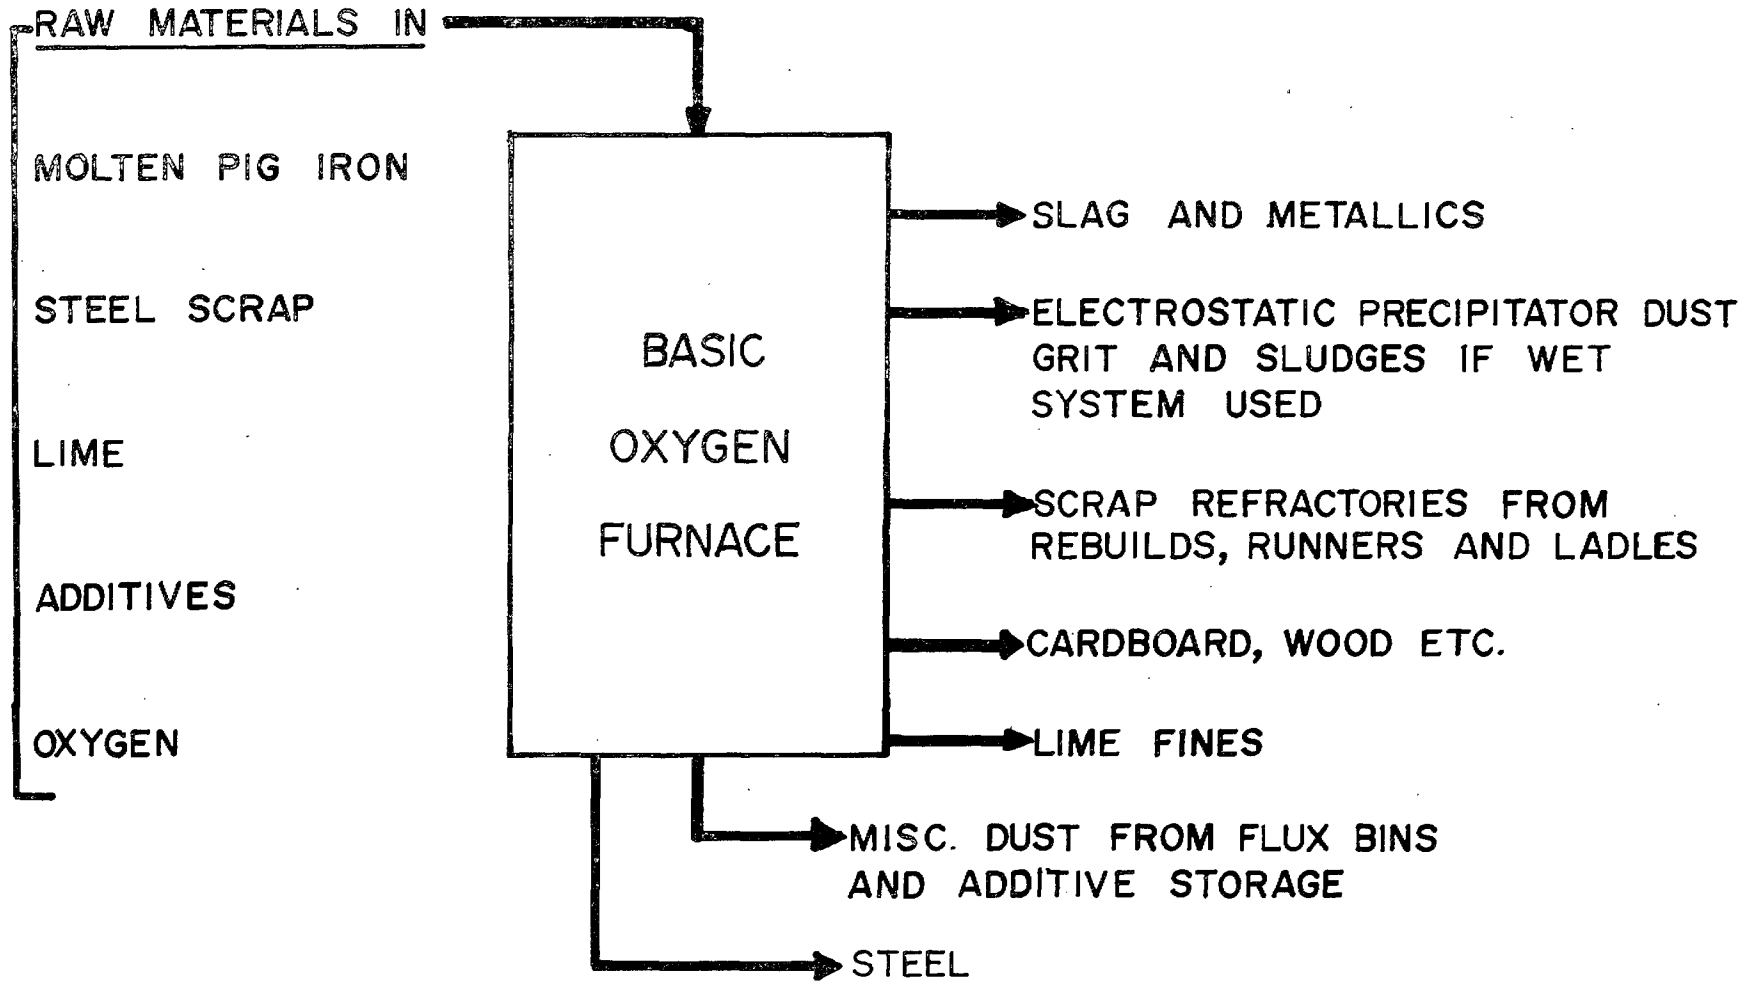 RAW MATERIALS IN
MOLTEN PIG IRON
STEEL SCRAP
LIME
ADDITIVES
OXYGEN
BASIC
OXYGEN
FURNACE
SLAG AND METALLICS
ELECTROSTATIC PRECIPITATOR DUST
GRIT AND SLUDGES IF WET
SYSTEM USED
SCRAP REFRACTORIES FROM
REBUILDS, RUNNERS AND LADLES
CARDBOARD, WOOD ETC.
LIME FINES
MISC. DUST FROM FLUX BINS
AND ADDITIVE STORAGE
STEEL